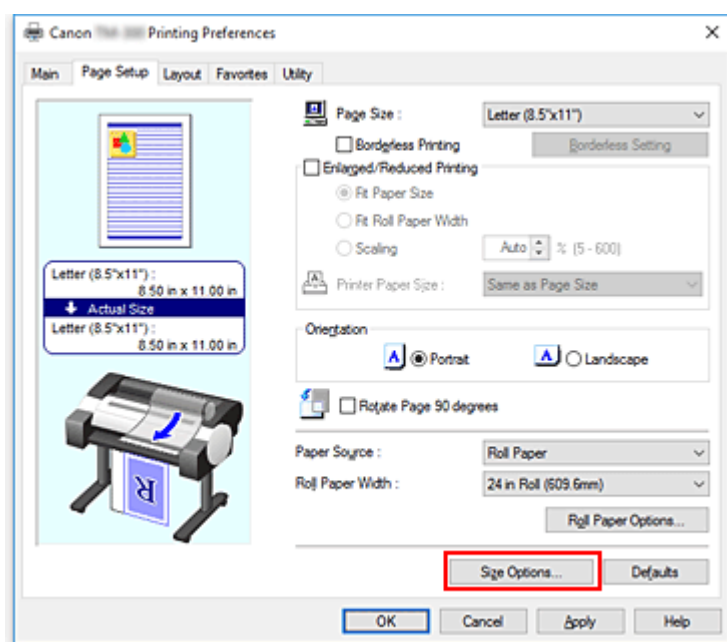 Canon Printing Preferences
Main Page Setup Layout Favorites Utility
Page Size : Letter (8.5"x11")
Borderless Printing Borderless Setting
Enlarged/Reduced Printing
Fit Paper Size
Fit Roll Paper Width
Scaling Auto % (5 - 600)
Printer Paper Size : Same as Page Size
Letter (8.5"x11") :
8.50 in x 11.00 in
Actual Size
Letter (8.5"x11") :
8.50 in x 11.00 in
Orientation
A Portrait A Landscape
Rotate Page 90 degrees
R
Paper Source : Roll Paper
Roll Paper Width : 24 in Roll (609.6mm)
Roll Paper Options...
Size Options... Defaults
OK Cancel Apply Help